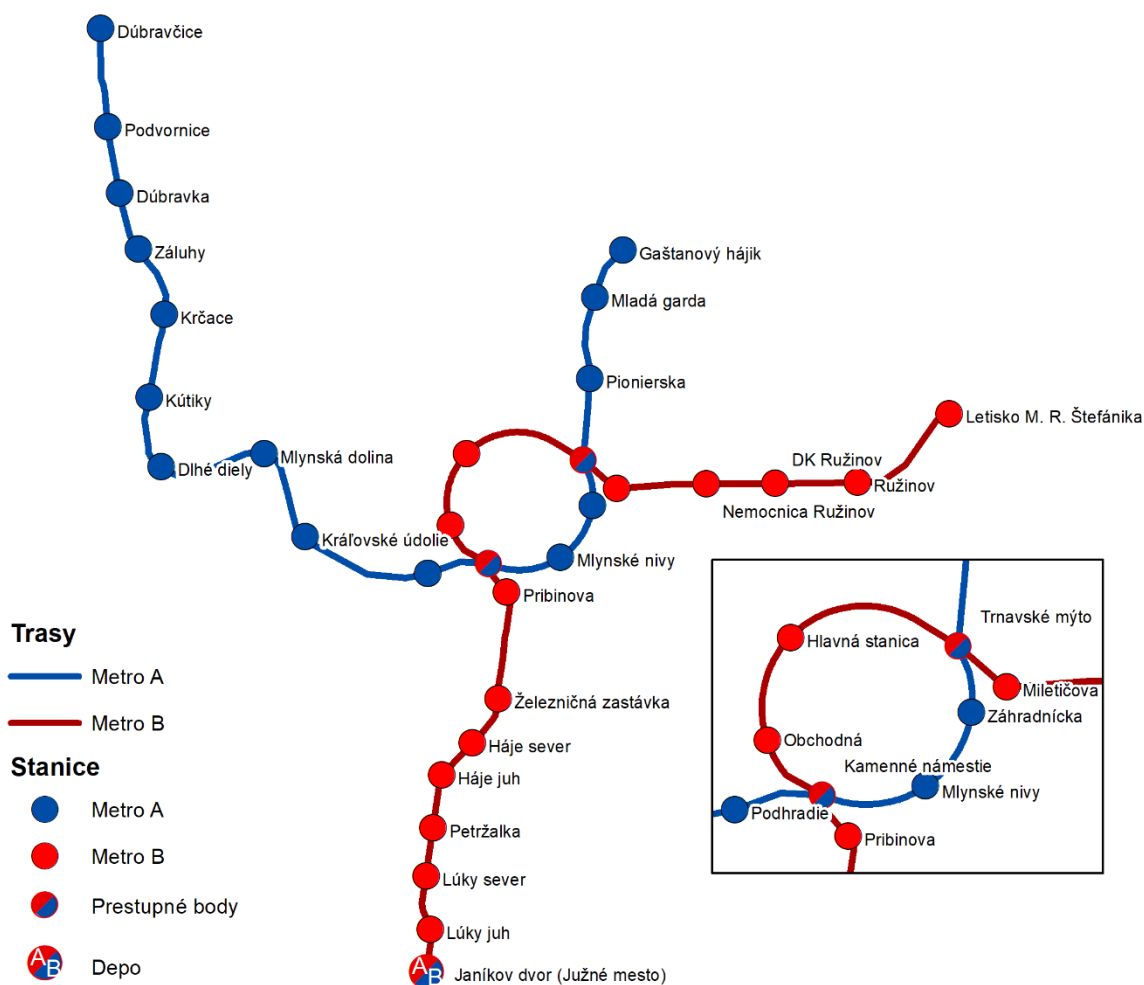 Dúbravčice
Podvornice
Dúbravka
Záluhy
Krčace
Kútiky
Dlhé diely
Mlynská dolina
Kráľovské údolie
Gaštanový hájik
Mladá garda
Pionierska
Letisko M. R. Štefánika
DK Ružinov
Ružinov
Nemocnica Ružinov
Mlynské nivy
Pribinova
Železničná zastávka
Háje sever
Háje juh
Petržalka
Lúky sever
Lúky juh
AB
Janíkov dvor (Južné mesto)
Trasy
Metro A
Metro B
Stanice
Metro A
Metro B
Prestupné body
AB
Depo
Trnavské mýto
Hlavná stanica
Miletičova
Záhradnícka
Obchodná
Kamenné námestie
Mlynské nivy
Podhradie
Pribinova